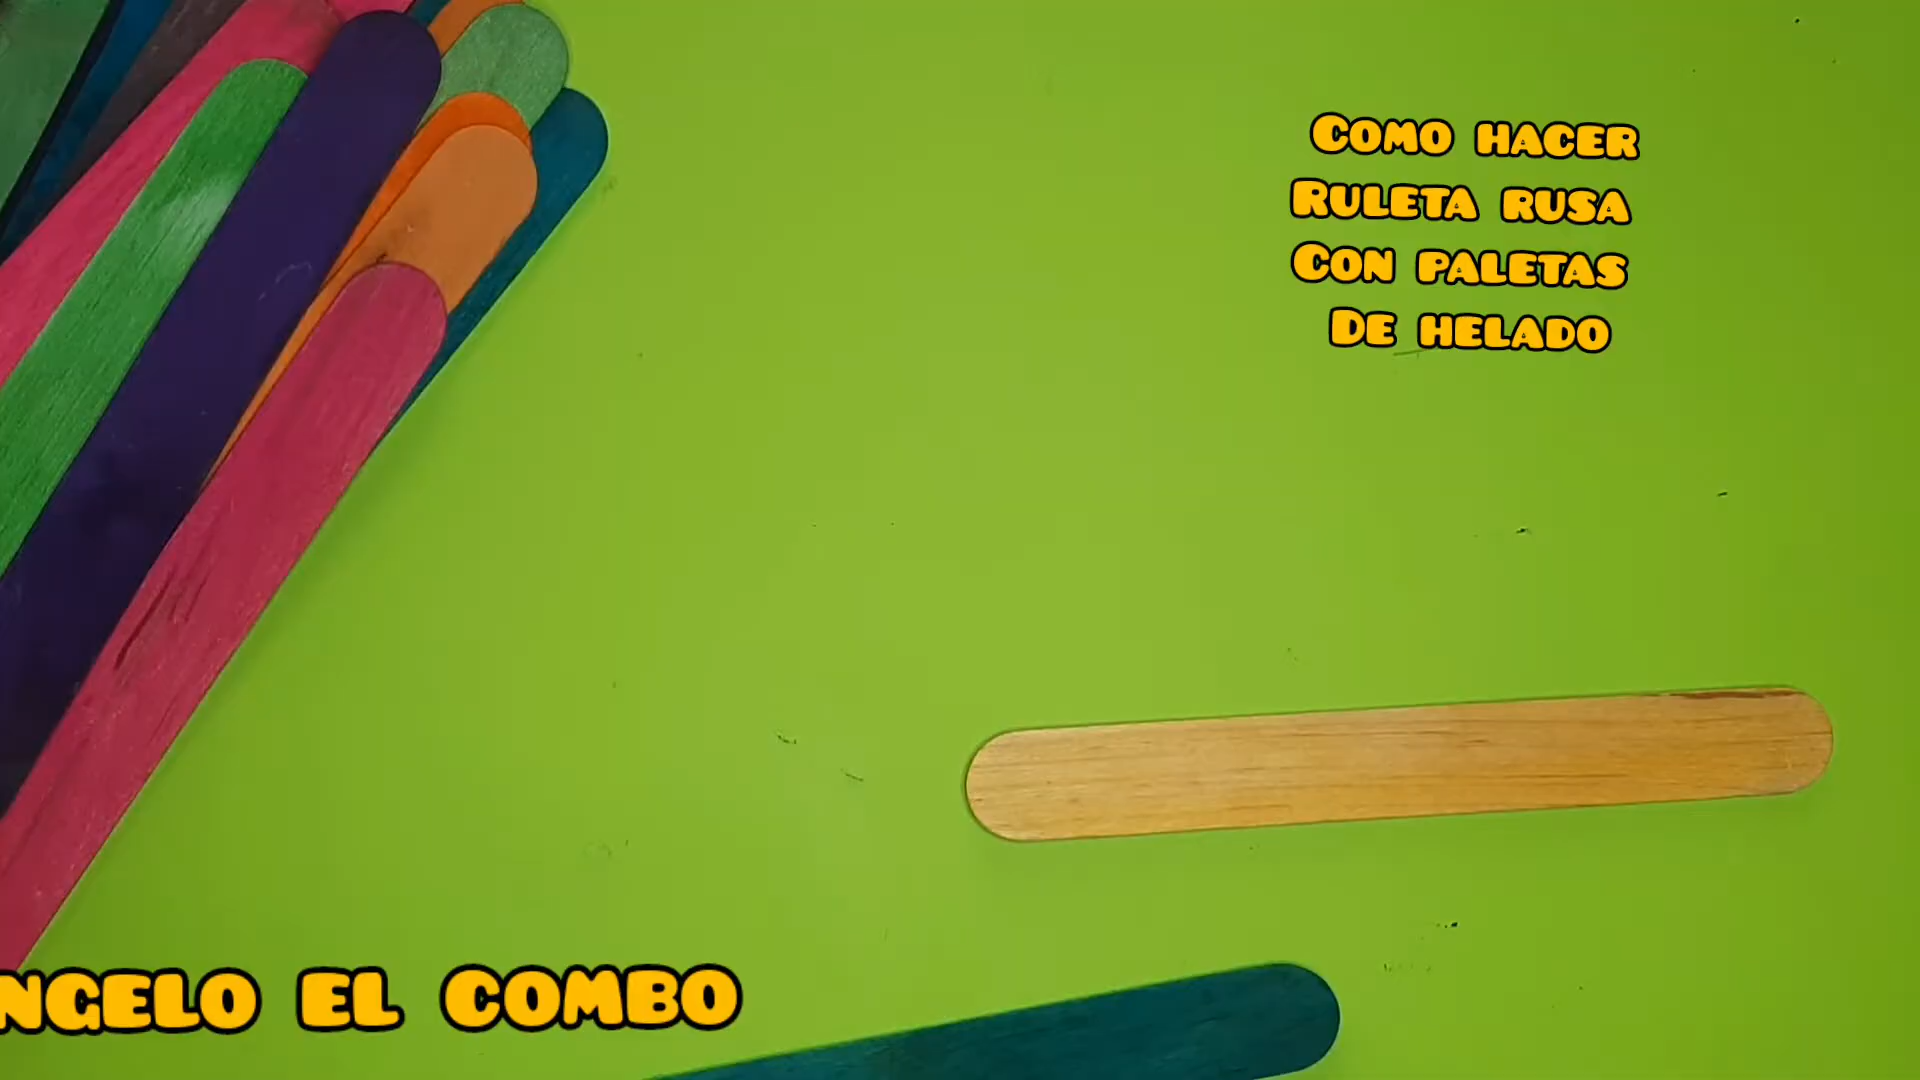 Como hacer
Ruleta rusa
Con paletas
De helado
NGELO EL COMBO